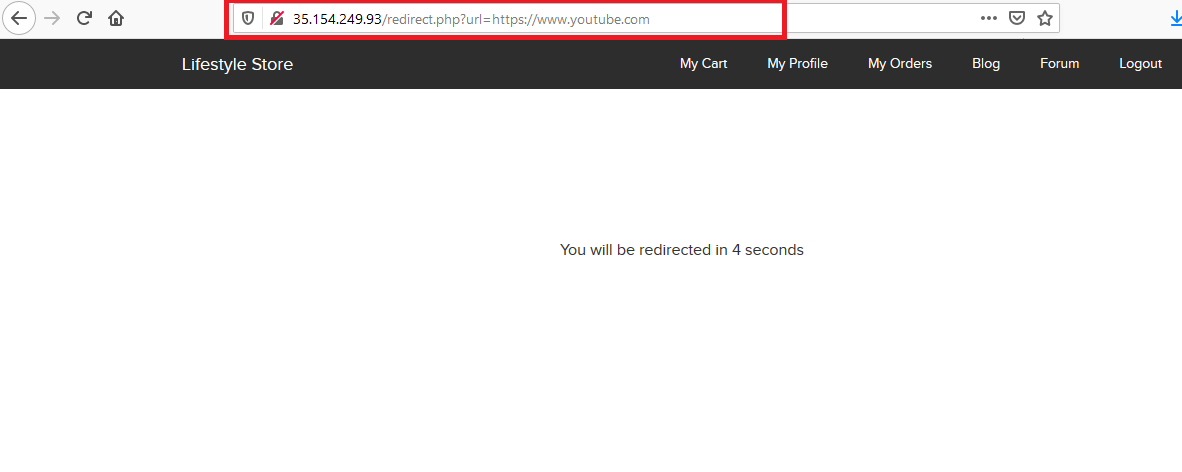 35.154.249.93/redirect.php?url=https://www.youtube.com
Lifestyle Store My Cart My Profile My Orders Blog Forum Logout
You will be redirected in 4 seconds